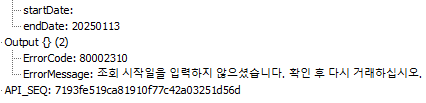 startDate:
endDate: 20250113
Output {} (2)
ErrorCode: 80002310
ErrorMessage: 조회 시작일을 입력하지 않으셨습니다. 확인 후 다시 거래하십시오.
API_SEQ: 7193fe519ca81910f77c42a03251d56d